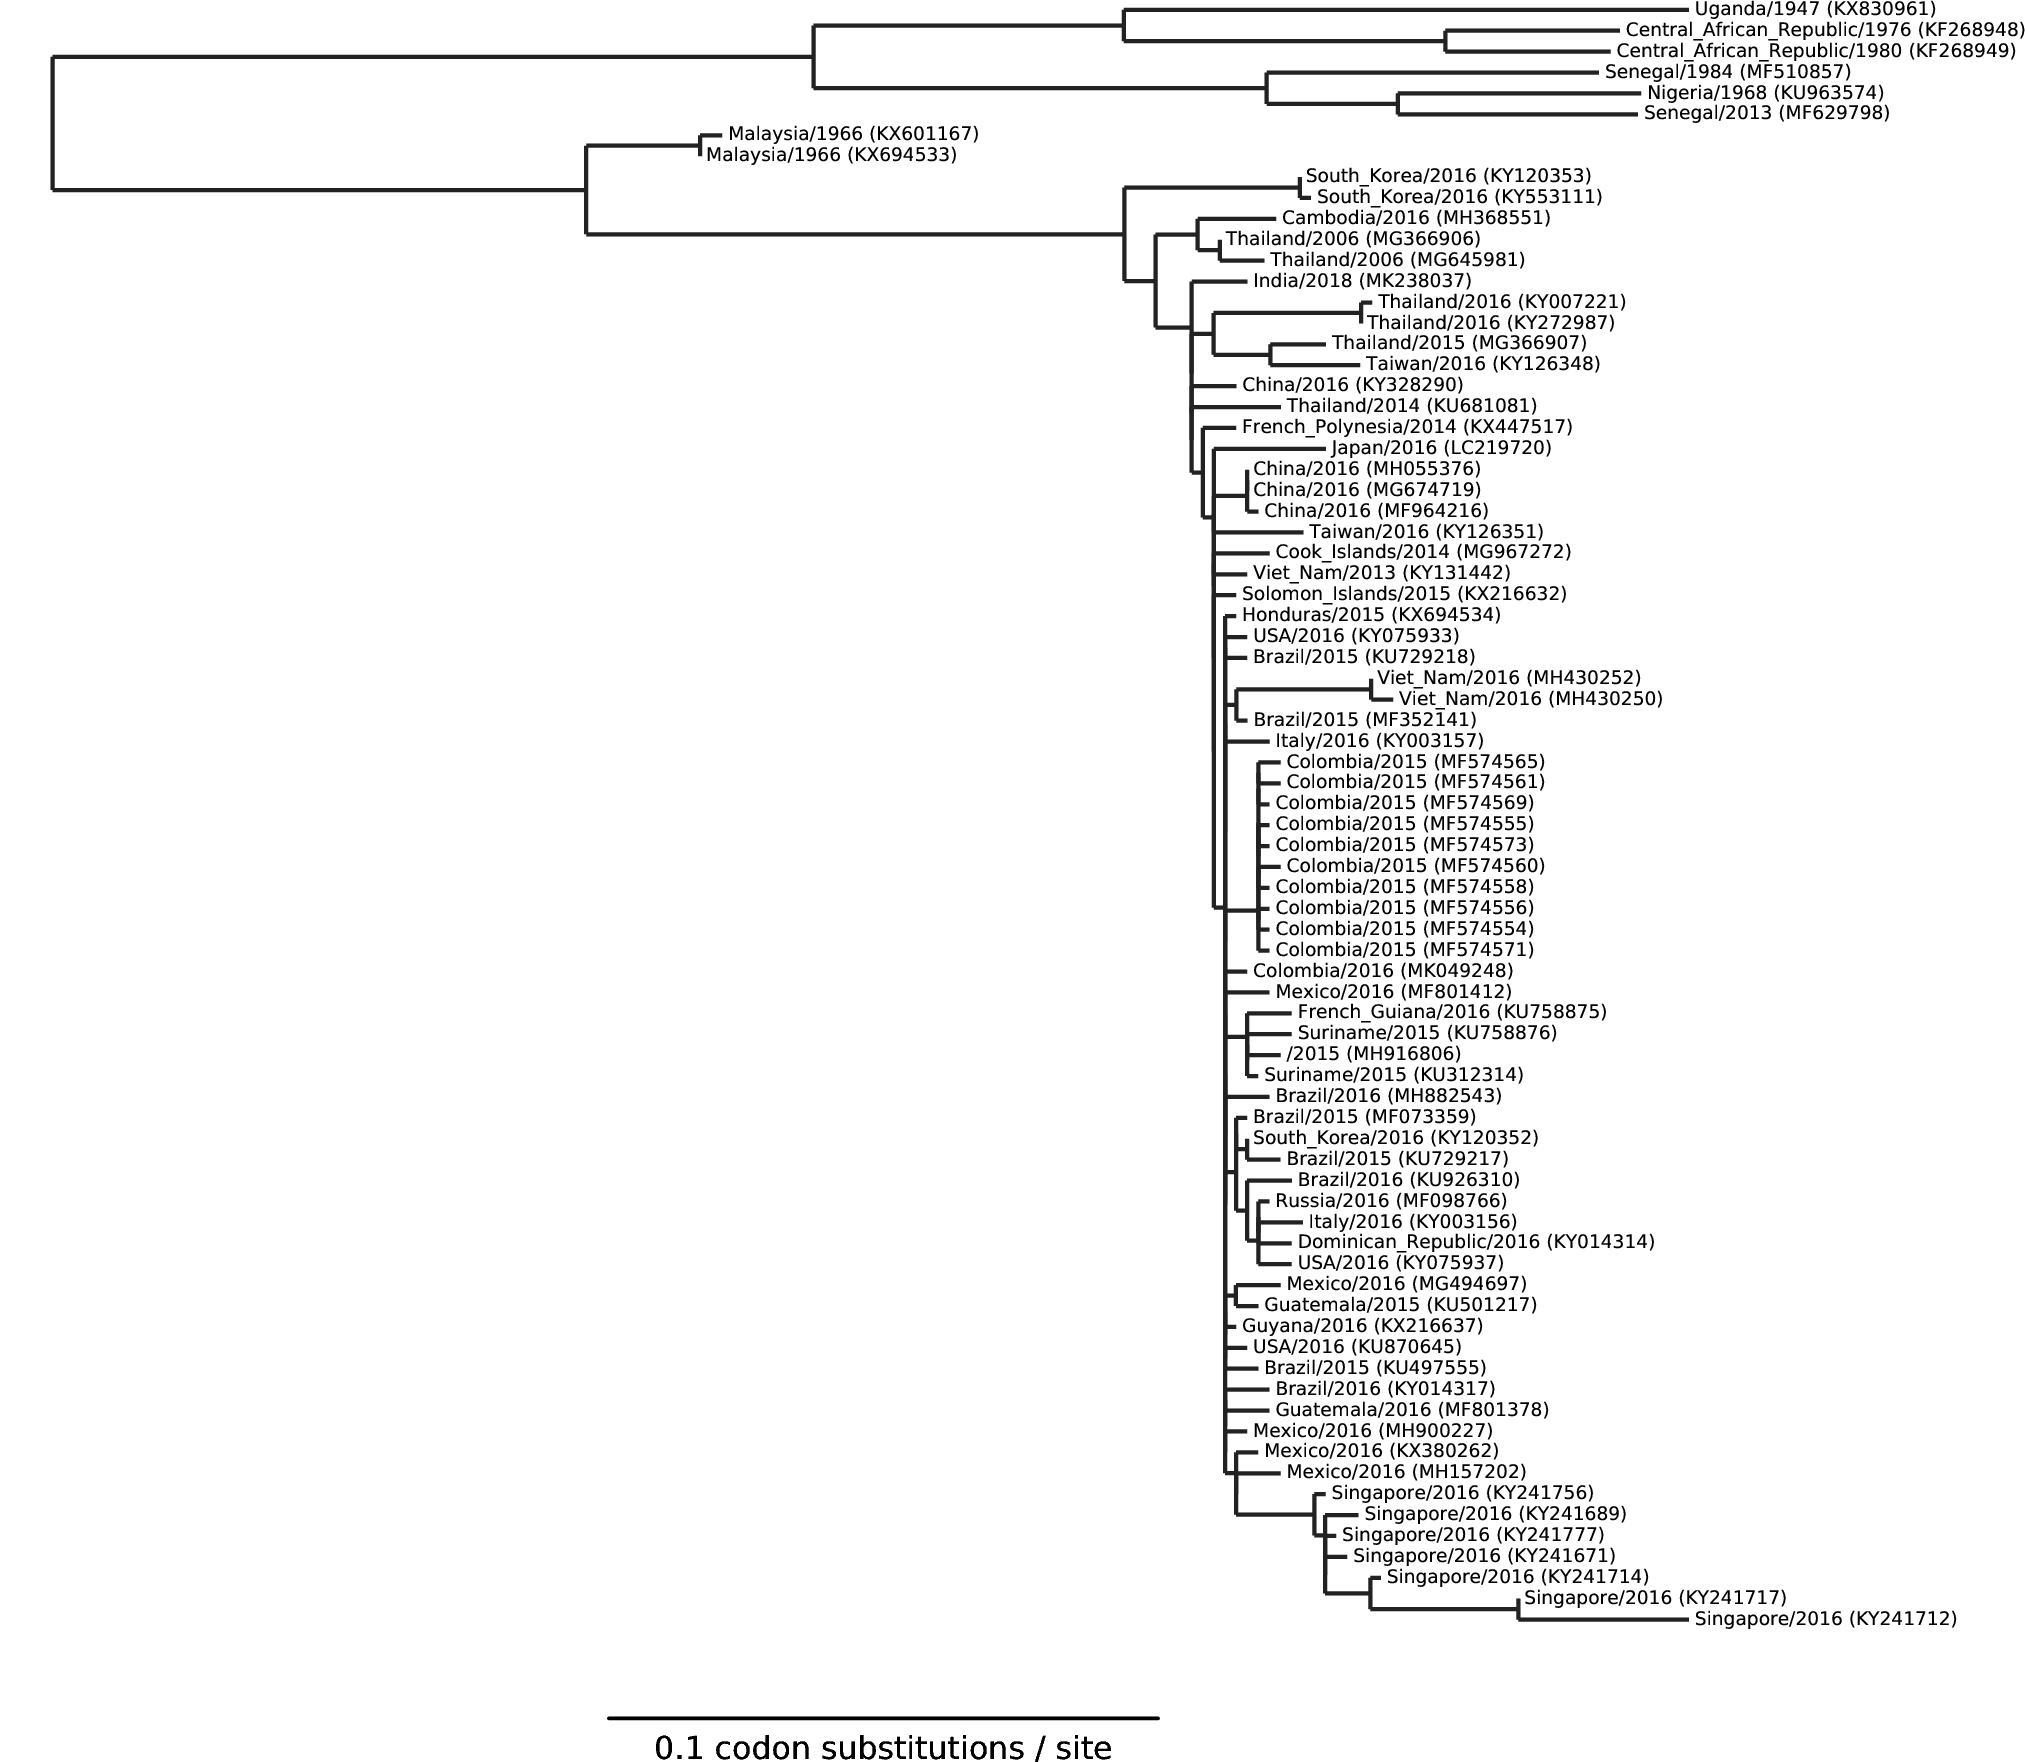 Uganda/1947 (KX830961)
Central_African_Republic/1976 (KF268948)
Central_African_Republic/1980 (KF268949)
Senegal/1984 (MF510857)
Nigeria/1968 (KU963574)
Senegal/2013 (MF629798)
Malaysia/1966 (KX601167)
Malaysia/1966 (KX694533)
South_Korea/2016 (KY120353)
South_Korea/2016 (KY553111)
Cambodia/2016 (MH368551)
Thailand/2006 (MG366906)
Thailand/2006 (MG645981)
India/2018 (MK238037)
Thailand/2016 (KY007221)
Thailand/2016 (KY272987)
Thailand/2015 (MG366907)
Taiwan/2016 (KY126348)
China/2016 (KY328290)
Thailand/2014 (KU681081)
French_Polynesia/2014 (KX447517)
Japan/2016 (LC219720)
China/2016 (MH055376)
China/2016 (MG674719)
China/2016 (MF964216)
Taiwan/2016 (KY126351)
Cook_Islands/2014 (MG967272)
Viet_Nam/2013 (KY131442)
Solomon_Islands/2015 (KX216632)
Honduras/2015 (KX694534)
USA/2016 (KY075933)
Brazil/2015 (KU729218)
Viet_Nam/2016 (MH430252)
Viet_Nam/2016 (MH430250)
Brazil/2015 (MF352141)
Italy/2016 (KY003157)
Colombia/2015 (MF574565)
Colombia/2015 (MF574561)
Colombia/2015 (MF574569)
Colombia/2015 (MF574555)
Colombia/2015 (MF574573)
Colombia/2015 (MF574560)
Colombia/2015 (MF574558)
Colombia/2015 (MF574556)
Colombia/2015 (MF574554)
Colombia/2015 (MF574571)
Colombia/2016 (MK049248)
Mexico/2016 (MF801412)
French_Guiana/2016 (KU758875)
Suriname/2015 (KU758876)
/2015 (MH916806)
Suriname/2015 (KU312314)
Brazil/2016 (MH882543)
Brazil/2015 (MF073359)
South_Korea/2016 (KY120352)
Brazil/2015 (KU729217)
Brazil/2016 (KU926310)
Russia/2016 (MF098766)
Italy/2016 (KY003156)
Dominican_Republic/2016 (KY014314)
USA/2016 (KY075937)
Mexico/2016 (MG494697)
Guatemala/2015 (KU501217)
Guyana/2016 (KX216637)
USA/2016 (KU870645)
Brazil/2015 (KU497555)
Brazil/2016 (KY014317)
Guatemala/2016 (MF801378)
Mexico/2016 (MH900227)
Mexico/2016 (KX380262)
Mexico/2016 (MH157202)
Singapore/2016 (KY241756)
Singapore/2016 (KY241689)
Singapore/2016 (KY241777)
Singapore/2016 (KY241671)
Singapore/2016 (KY241714)
Singapore/2016 (KY241717)
Singapore/2016 (KY241712)
0.1 codon substitutions / site